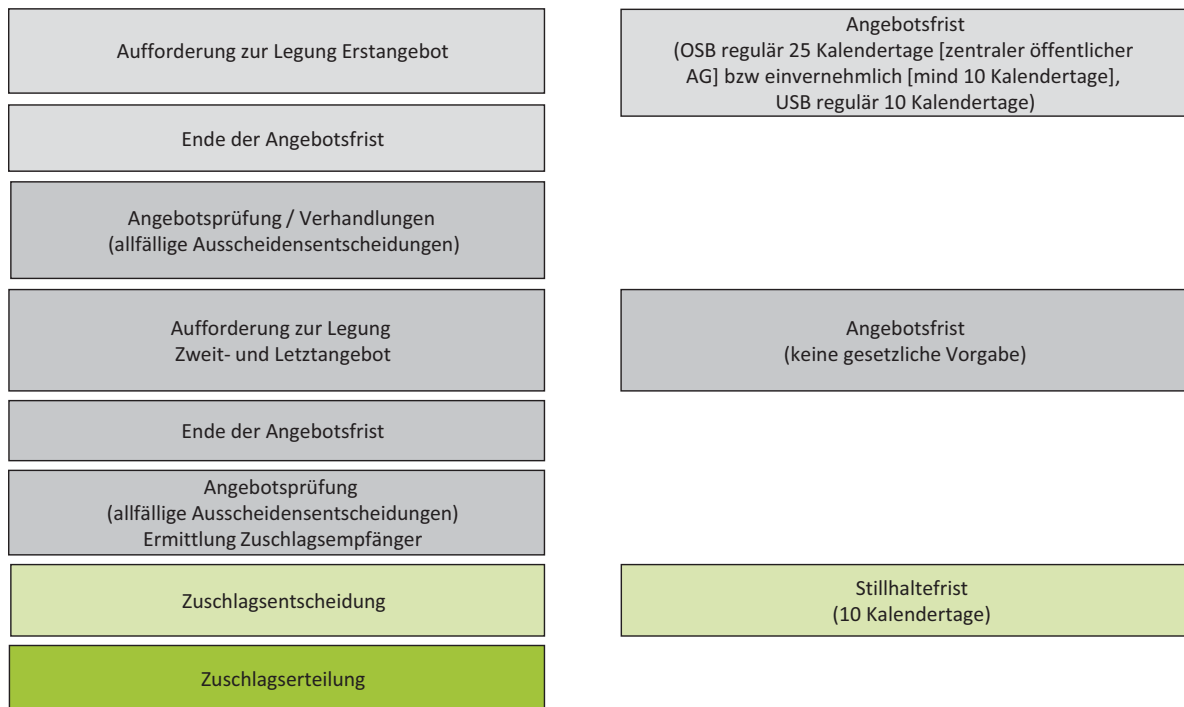 Aufforderung zur Legung Erstangebot
Angebotsfrist
(OSB regulär 25 Kalendertage [zentraler öffentlicher
AG] bzw einvernehmlich [mind 10 Kalendertage],
USB regulär 10 Kalendertage)
Ende der Angebotsfrist
Angebotsprüfung / Verhandlungen
(allfällige Ausscheidensentscheidungen)
Aufforderung zur Legung
Zweit- und Letztangebot
Angebotsfrist
(keine gesetzliche Vorgabe)
Ende der Angebotsfrist
Angebotsprüfung
(allfällige Ausscheidensentscheidungen)
Ermittlung Zuschlagsempfänger
Zuschlagsentscheidung
Stillhaltefrist
(10 Kalendertage)
Zuschlagserteilung